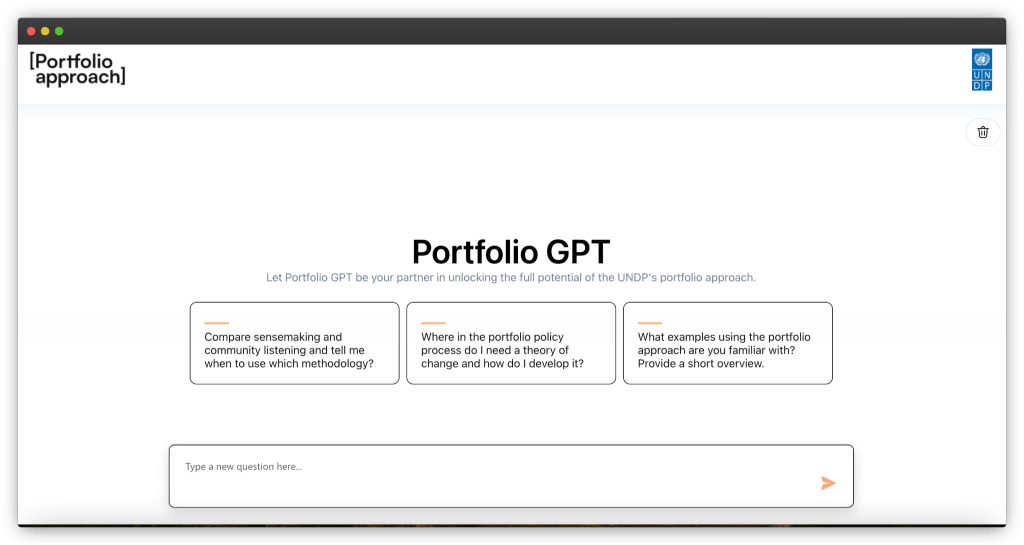 [Portfolio
approach]
U N
D P
Portfolio GPT
Let Portfolio GPT be your partner in unlocking the full potential of the UNDP's portfolio approach.
Compare sensemaking and
community listening and tell me
when to use which methodology?
Where in the portfolio policy
process do I need a theory of
change and how do I develop it?
What examples using the portfolio
approach are you familiar with?
Provide a short overview.
Type a new question here...